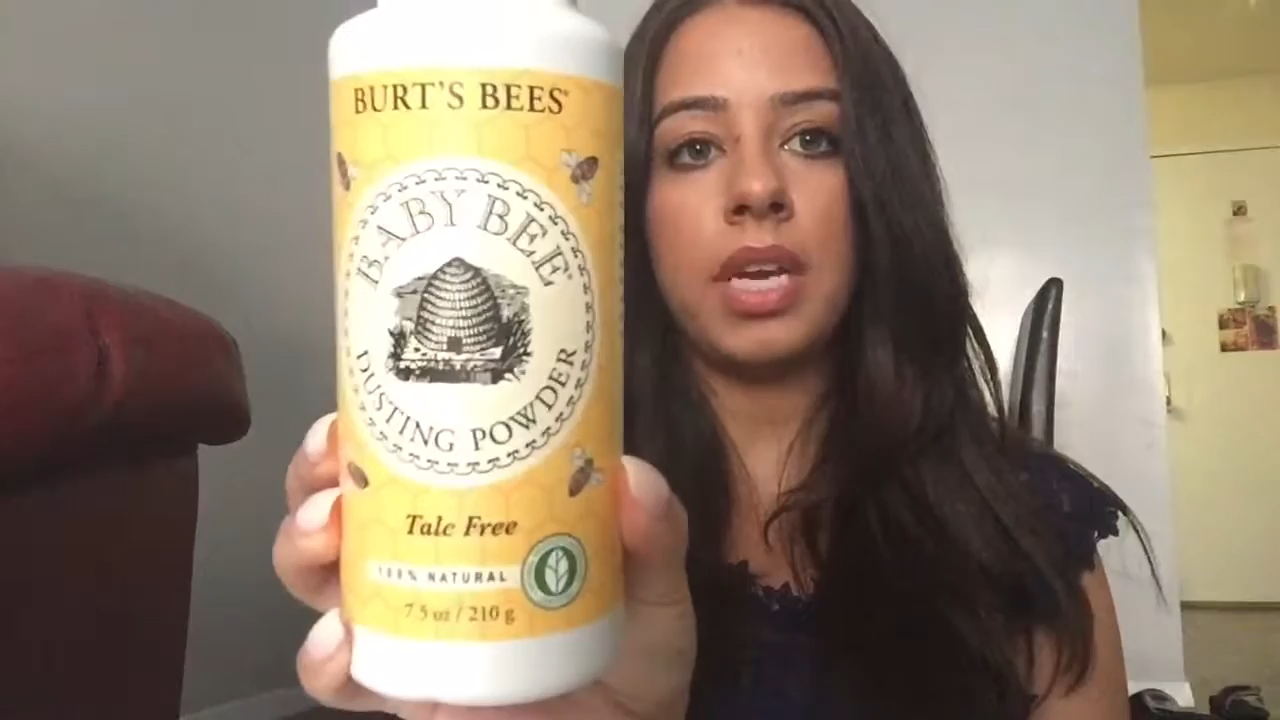 BURT'S BEES®
BABY BEE®
DUSTING POWDER
Talc Free
100% NATURAL
7.5 oz / 210 g